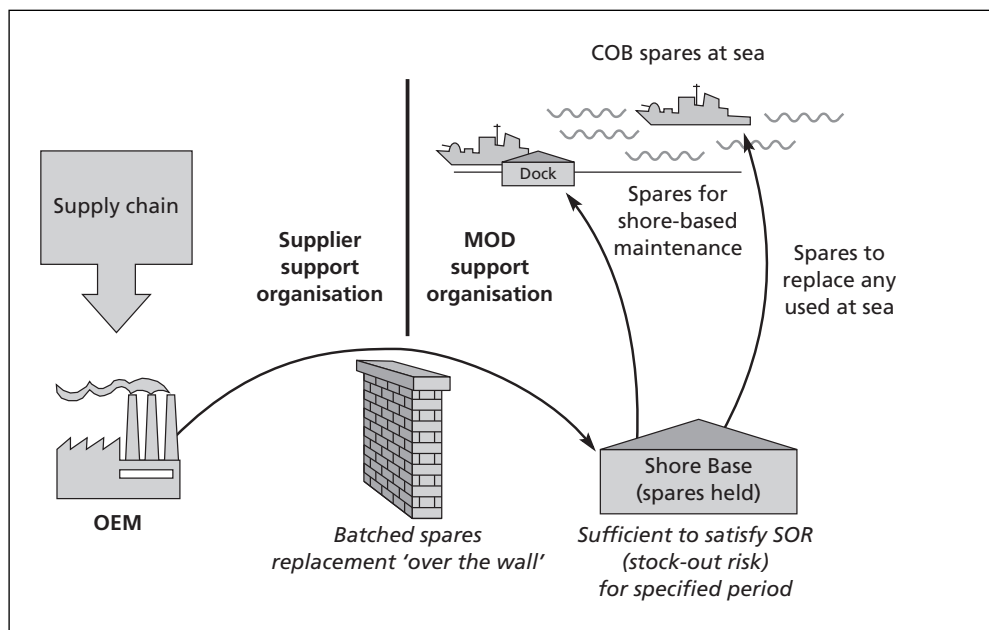 COB spares at sea
Dock
Supply chain
Spares for
shore-based
maintenance
Supplier
support
organisation
MOD
support
organisation
Spares to
replace any
used at sea
Shore Base
(spares held)
OEM
Batched spares
replacement ‘over the wall’
Sufficient to satisfy SOR
(stock-out risk)
for specified period